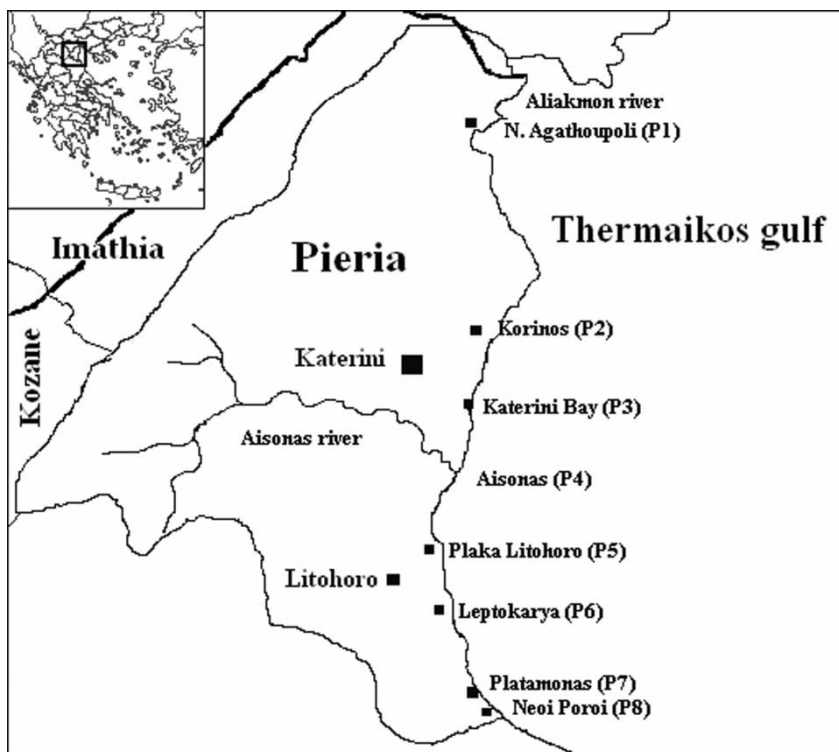 Aliakmon river
N. Agathoupoli (P1)
Imathia
Pieria
Thermaikos gulf
Kozane
Korinos (P2)
Katerini
Katerini Bay (P3)
Aisonas river
Aisonas (P4)
Plaka Litohoro (P5)
Litohoro
Leptokarya (P6)
Platamonas (P7)
Neoi Poroi (P8)